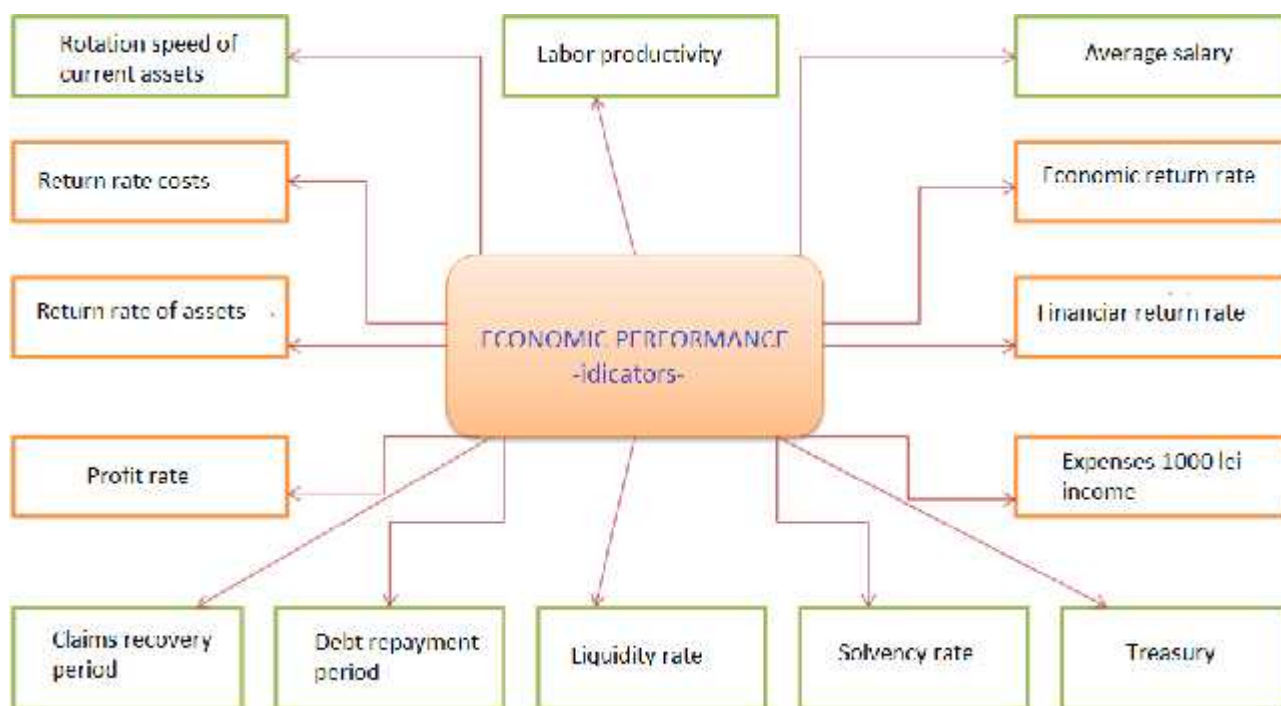 Rotation speed of
current assets
Labor productivity
Average salary
Return rate costs
Economic return rate
Return rate of assets
Financiar return rate
ECONOMIC PERFORMANCE
-idicators-
Profit rate
Expenses 1000 lei
income
Claims recovery
period
Debt repayment
period
Liquidity rate
Solvency rate
Treasury